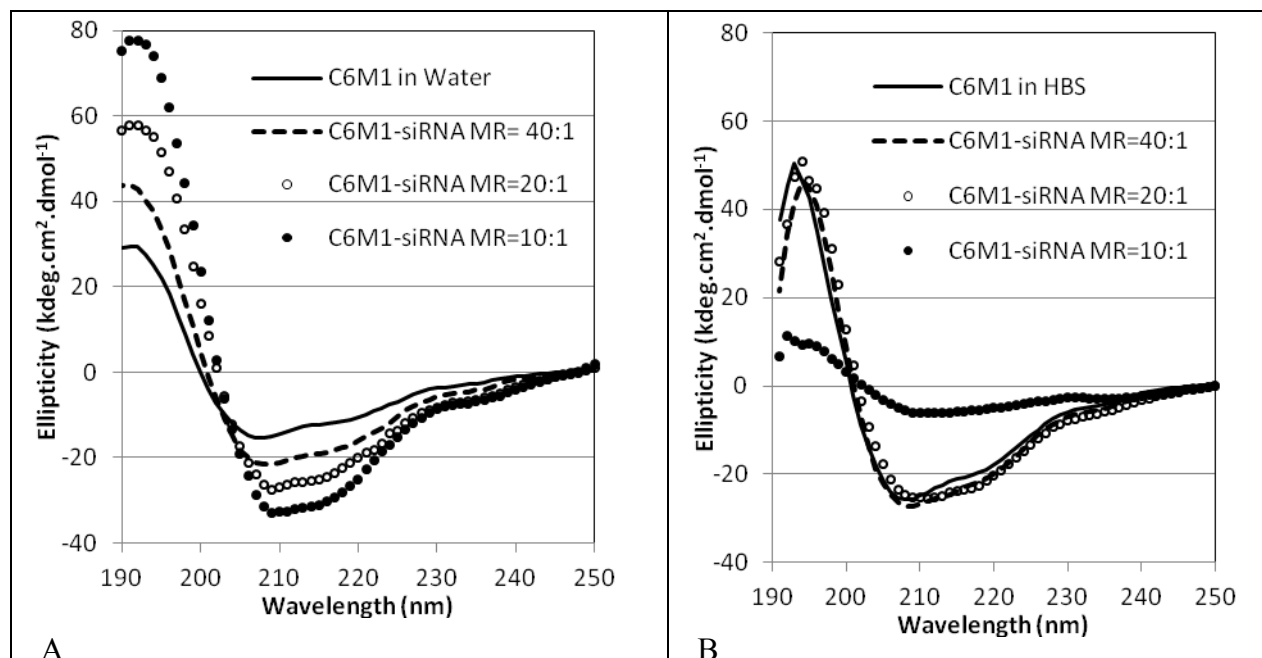 80
60
40
20
0
-20
-40
Ellipticity (kdeg.cm².dmol⁻¹)
C6M1 in Water
C6M1-siRNA MR= 40:1
C6M1-siRNA MR=20:1
C6M1-siRNA MR=10:1
190 200 210 220 230 240 250
Wavelength (nm)
A
80
60
40
20
0
-20
-40
Ellipticity (kdeg.cm².dmol⁻¹)
C6M1 in HBS
C6M1-siRNA MR=40:1
C6M1-siRNA MR=20:1
C6M1-siRNA MR=10:1
190 200 210 220 230 240 250
Wavelength (nm)
B